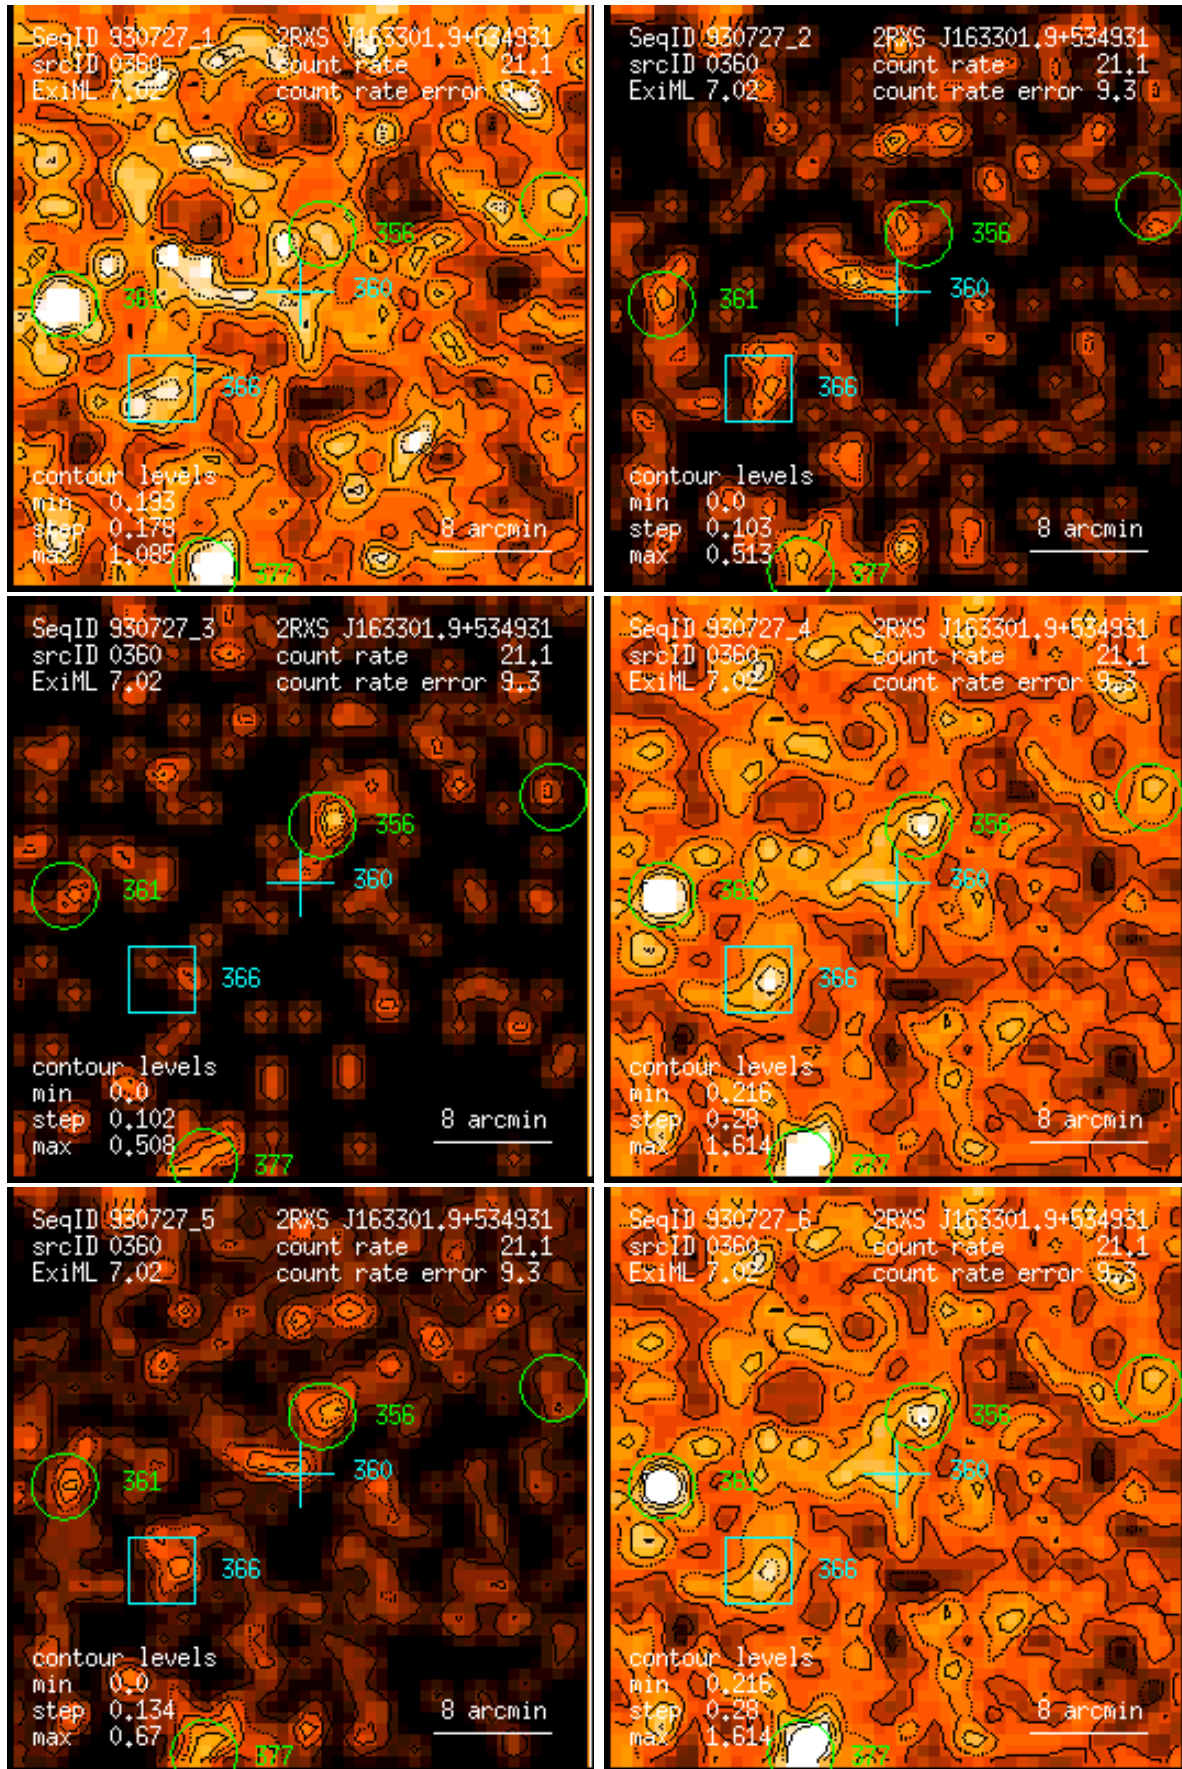 SeqID 930727_1 2RXS J163301.9+534931
srcID 0360 count rate 21.1
ExiML 7.02 count rate error 9.3
356
361
360
366
contour levels
min 0.193
step 0.178
max 1.085
8 arcmin
377
SeqID 930727_2 2RXS J163301.9+534931
srcID 0360 count rate 21.1
ExiML 7.02 count rate error 9.3
356
361
360
366
contour levels
min 0.0
step 0.103
max 0.513
8 arcmin
377
SeqID 930727_3 2RXS J163301.9+534931
srcID 0360 count rate 21.1
ExiML 7.02 count rate error 9.3
356
361
360
366
contour levels
min 0.0
step 0.102
max 0.508
8 arcmin
377
SeqID 930727_4 2RXS J163301.9+534931
srcID 0360 count rate 21.1
ExiML 7.02 count rate error 9.3
356
361
360
366
contour levels
min 0.216
step 0.28
max 1.614
8 arcmin
377
SeqID 930727_5 2RXS J163301.9+534931
srcID 0360 count rate 21.1
ExiML 7.02 count rate error 9.3
356
361
360
366
contour levels
min 0.0
step 0.134
max 0.67
8 arcmin
377
SeqID 930727_6 2RXS J163301.9+534931
srcID 0360 count rate 21.1
ExiML 7.02 count rate error 9.3
356
361
360
366
contour levels
min 0.216
step 0.28
max 1.614
8 arcmin
377